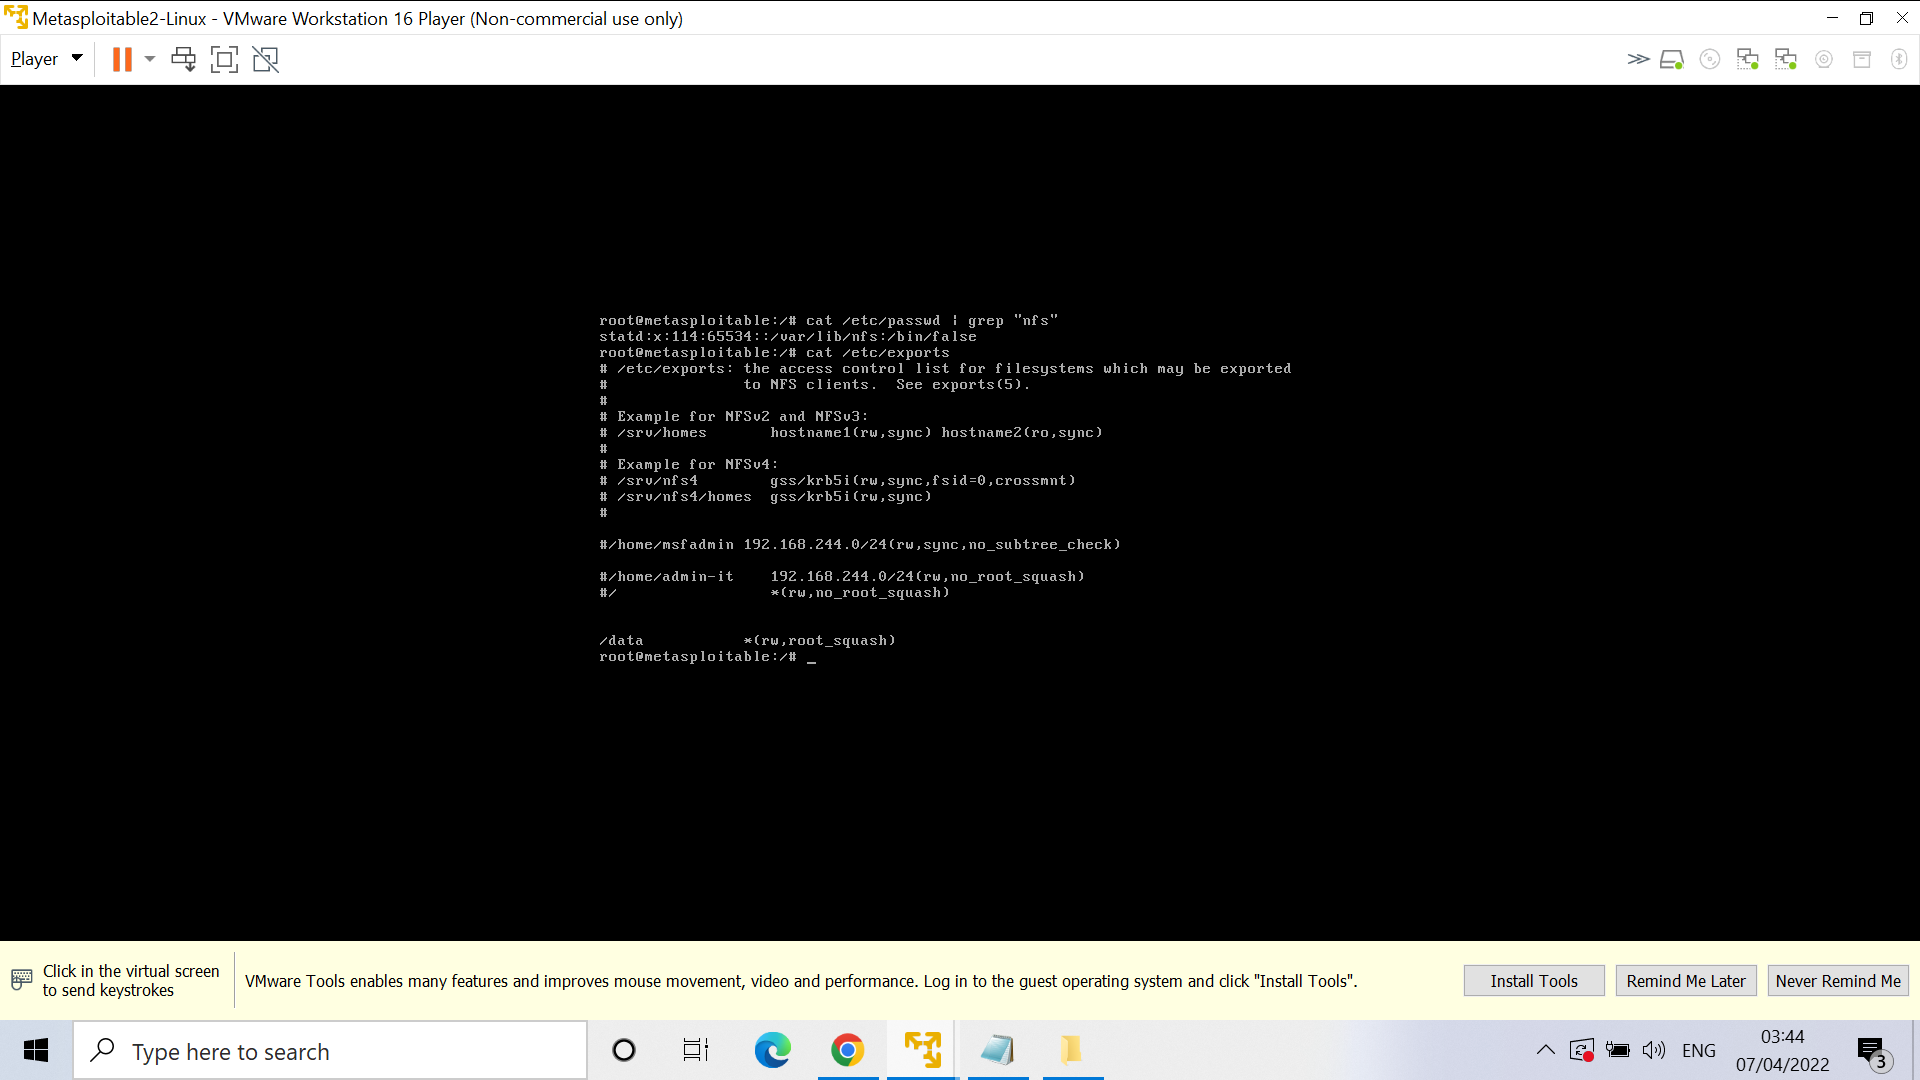 Metasploitable2-Linux - VMware Workstation 16 Player (Non-commercial use only)
Player
root@metasploitable:/# cat /etc/passwd | grep "nfs"
statd:x:114:65534::/var/lib/nfs:/bin/false
root@metasploitable:/# cat /etc/exports
# /etc/exports: the access control list for filesystems which may be exported
#               to NFS clients.  See exports(5).
#
# Example for NFSv2 and NFSv3:
# /srv/homes       hostname1(rw,sync) hostname2(ro,sync)
#
# Example for NFSv4:
# /srv/nfs4        gss/krb5i(rw,sync,fsid=0,crossmnt)
# /srv/nfs4/homes  gss/krb5i(rw,sync)
#
#/home/msfadmin 192.168.244.0/24(rw,sync,no_subtree_check)
#/home/admin-it    192.168.244.0/24(rw,no_root_squash)
#/                 *(rw,no_root_squash)
/data           *(rw,root_squash)
root@metasploitable:/# _
Click in the virtual screen
to send keystrokes
VMware Tools enables many features and improves mouse movement, video and performance. Log in to the guest operating system and click "Install Tools".
Install Tools
Remind Me Later
Never Remind Me
Type here to search
ENG
03:44
07/04/2022
3